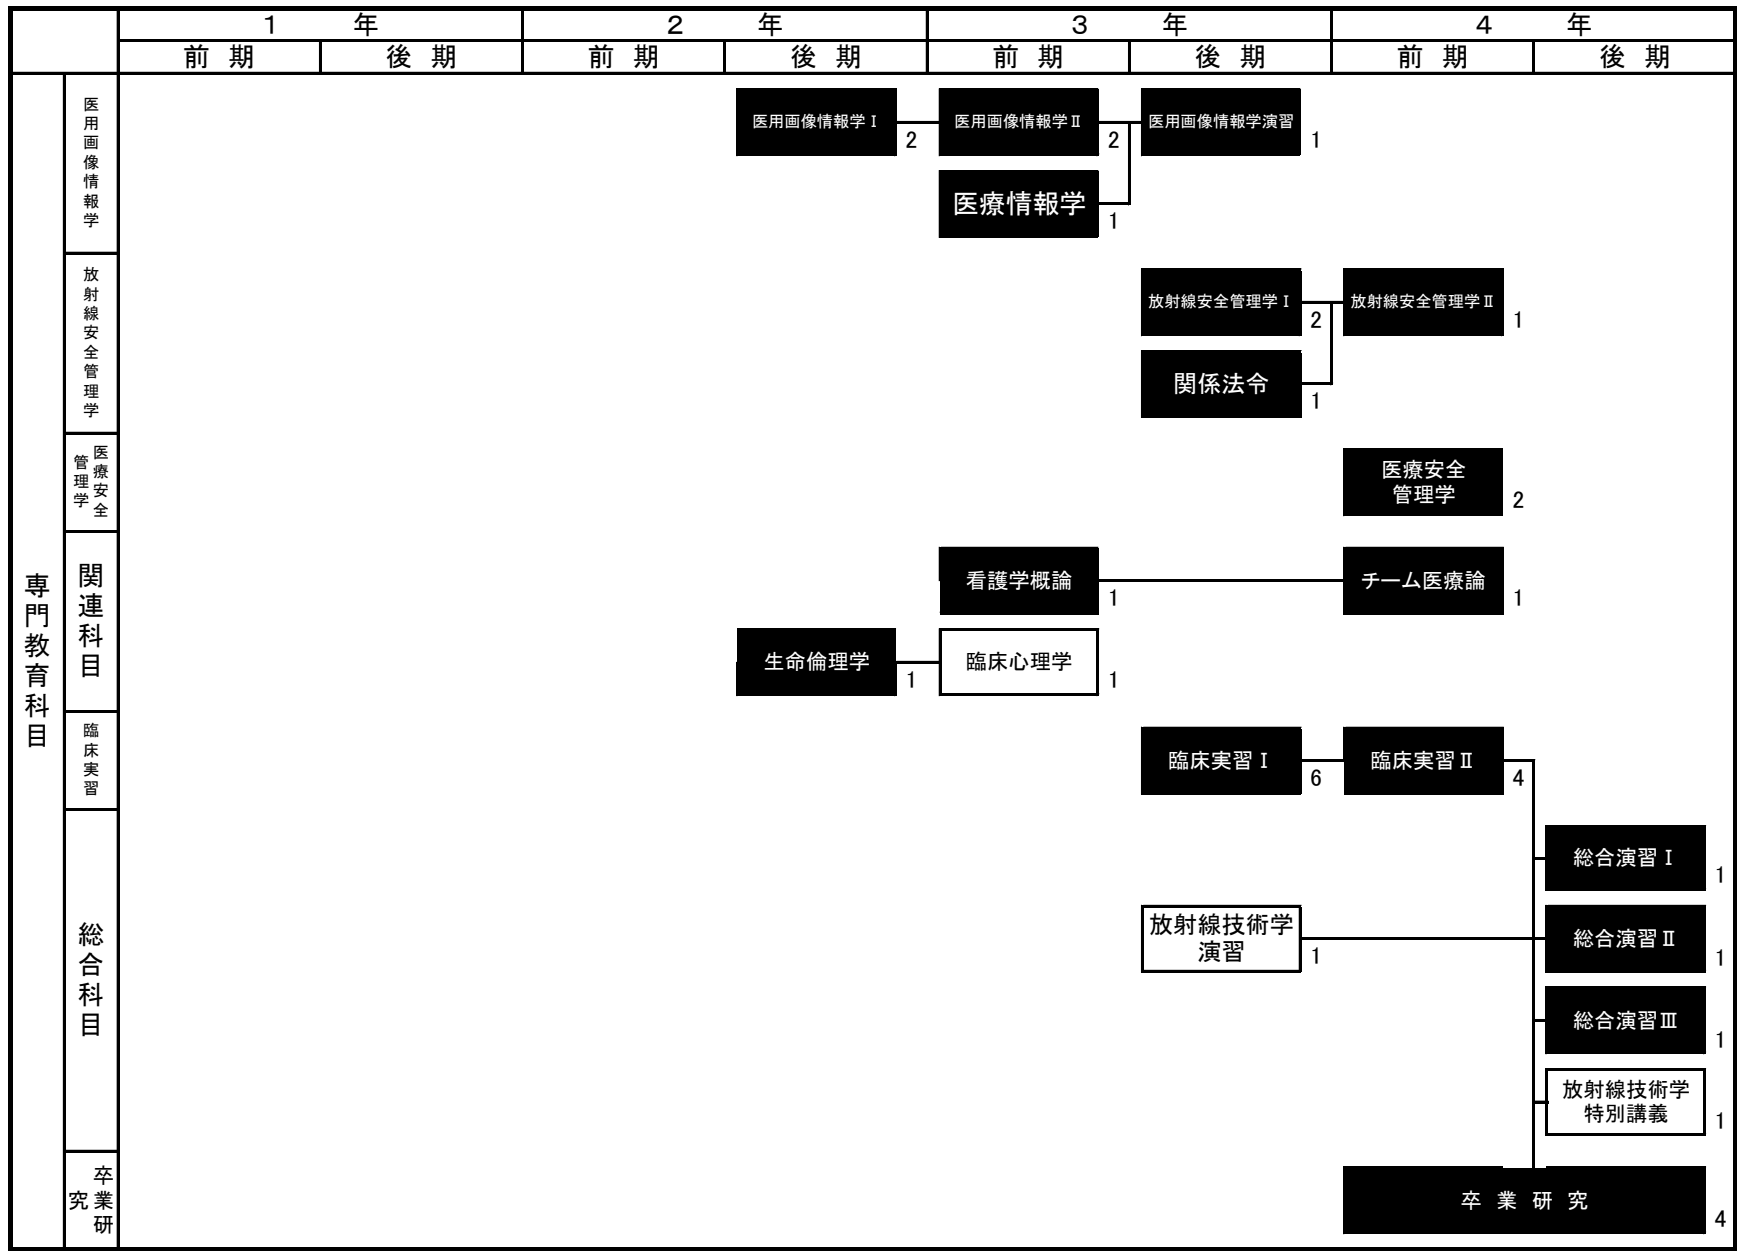 1 年
2 年
3 年
4 年
前 期
後 期
前 期
後 期
前 期
後 期
前 期
後 期
専門教育科目
医用画像情報学
医用画像情報学Ⅰ
2
医用画像情報学Ⅱ
2
医用画像情報学演習
1
医療情報学
1
放射線安全管理学
放射線安全管理学Ⅰ
2
放射線安全管理学Ⅱ
1
関係法令
1
医療安全
管理学
医療安全
管理学
2
関連科目
看護学概論
1
チーム医療論
1
生命倫理学
1
臨床心理学
1
臨床実習
臨床実習Ⅰ
6
臨床実習Ⅱ
4
総合科目
総合演習Ⅰ
1
放射線技術学
演習
1
総合演習Ⅱ
1
総合演習Ⅲ
1
放射線技術学
特別講義
1
卒業研
究
卒 業 研 究
4